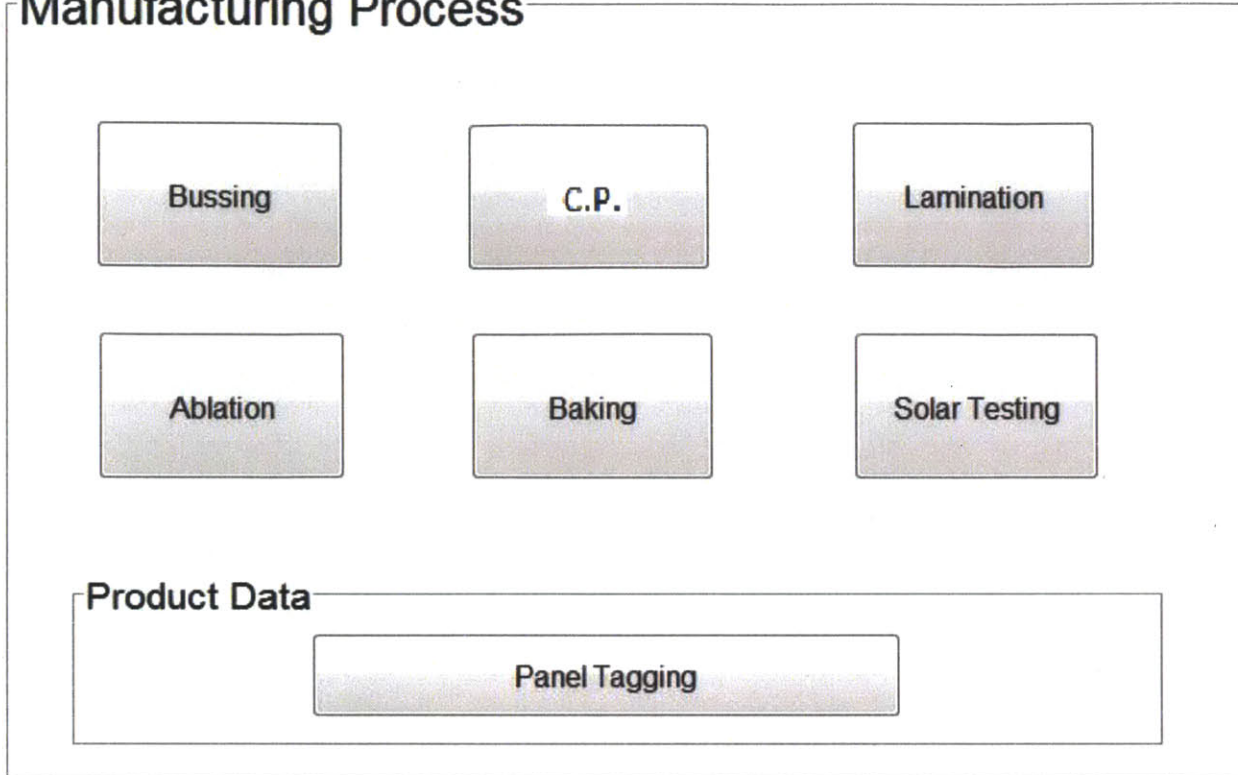 Manufacturing Process
Bussing
C.P.
Lamination
Ablation
Baking
Solar Testing
Product Data
Panel Tagging